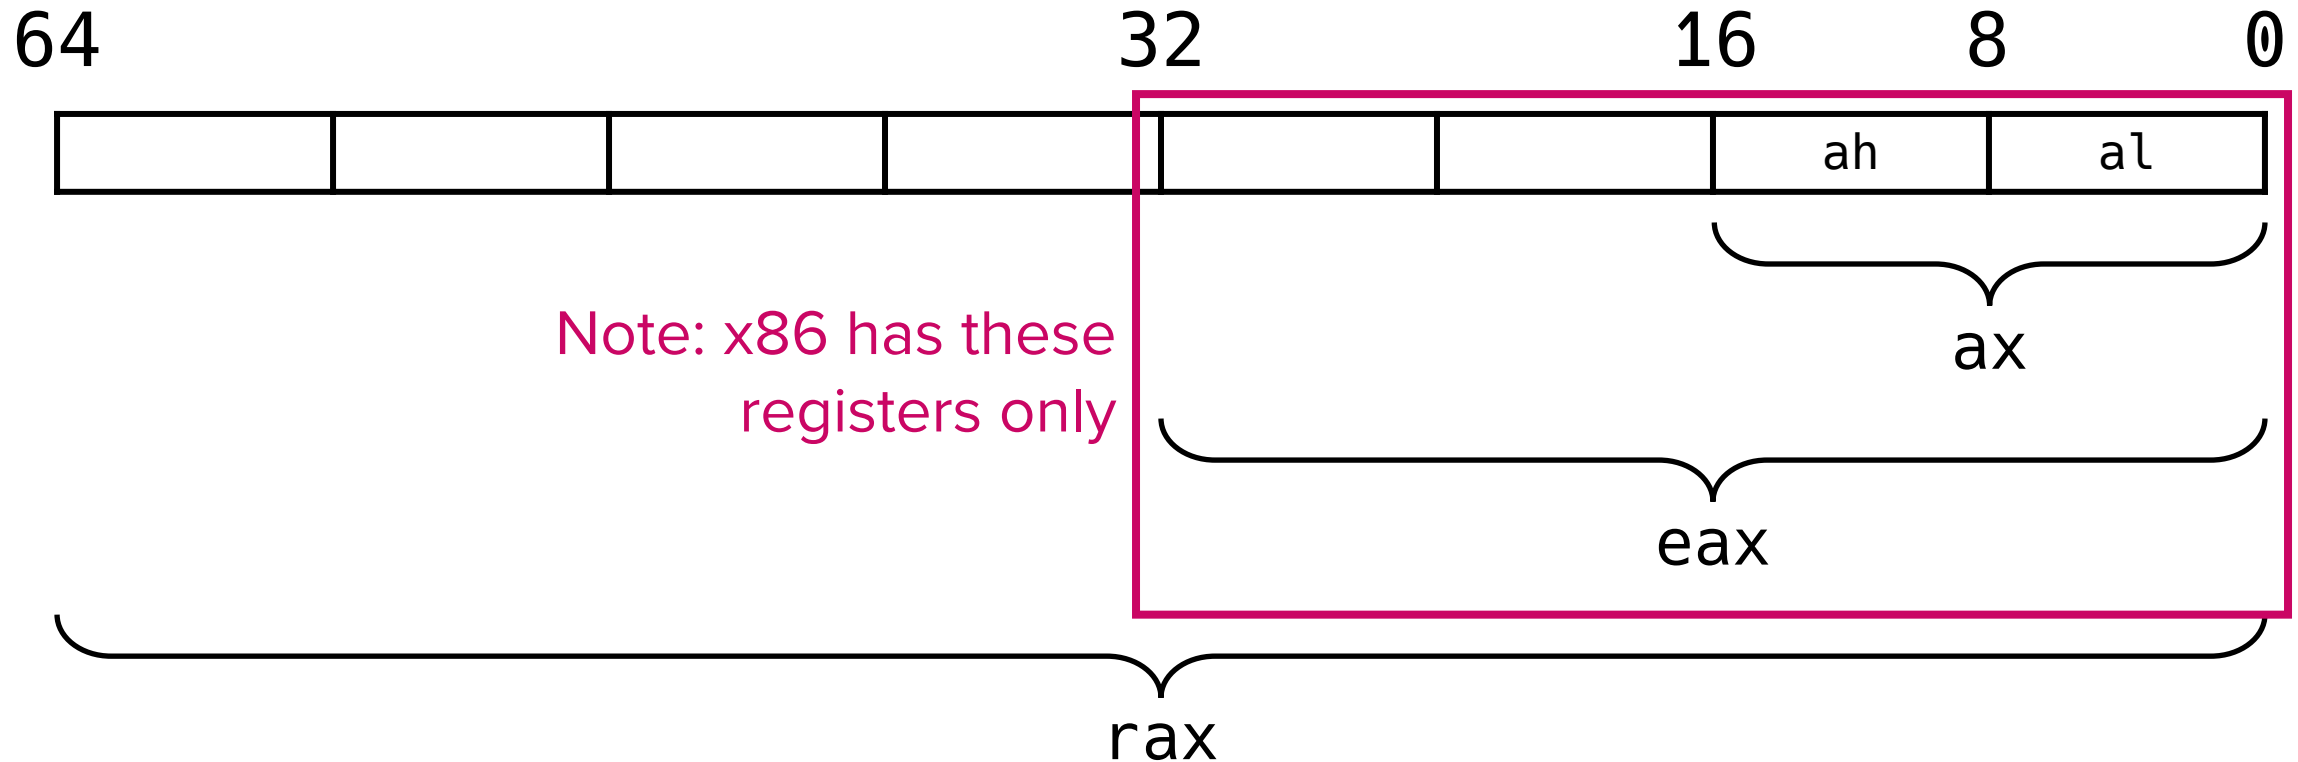 64 32 16 8 0
ah al
ax
Note: x86 has these
registers only
eax
rax